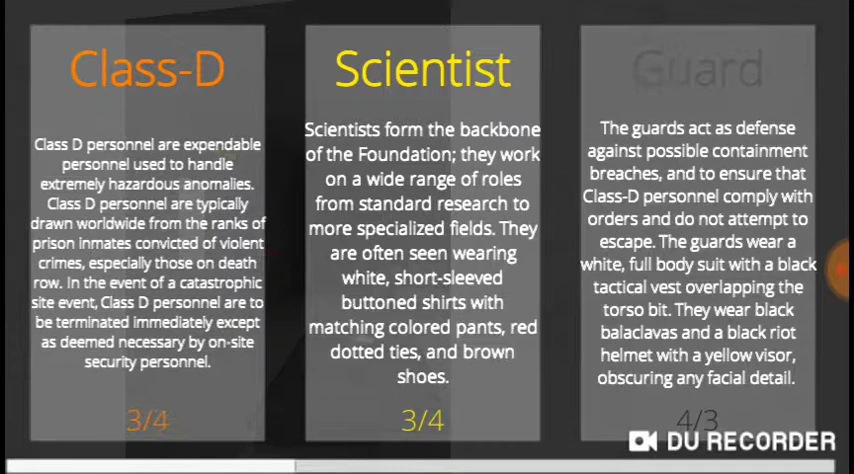 Class-D
Class D personnel are expendable
personnel used to handle
extremely hazardous anomalies.
Class D personnel are typically
drawn worldwide from the ranks of
prison inmates convicted of violent
crimes, especially those on death
row. In the event of a catastrophic
site event, Class D personnel are to
be terminated immediately except
as deemed necessary by on-site
security personnel.
3/4
Scientist
Scientists form the backbone
of the Foundation; they work
on a wide range of roles
from standard research to
more specialized fields. They
are often seen wearing
white, short-sleeved
buttoned shirts with
matching colored pants, red
dotted ties, and brown
shoes.
3/4
Guard
The guards act as defense
against possible containment
breaches, and to ensure that
Class-D personnel comply with
orders and do not attempt to
escape. The guards wear a
white, full body suit with a black
tactical vest overlapping the
torso bit. They wear black
balaclavas and a black riot
helmet with a yellow visor,
obscuring any facial detail.
4/3
DU RECORDER